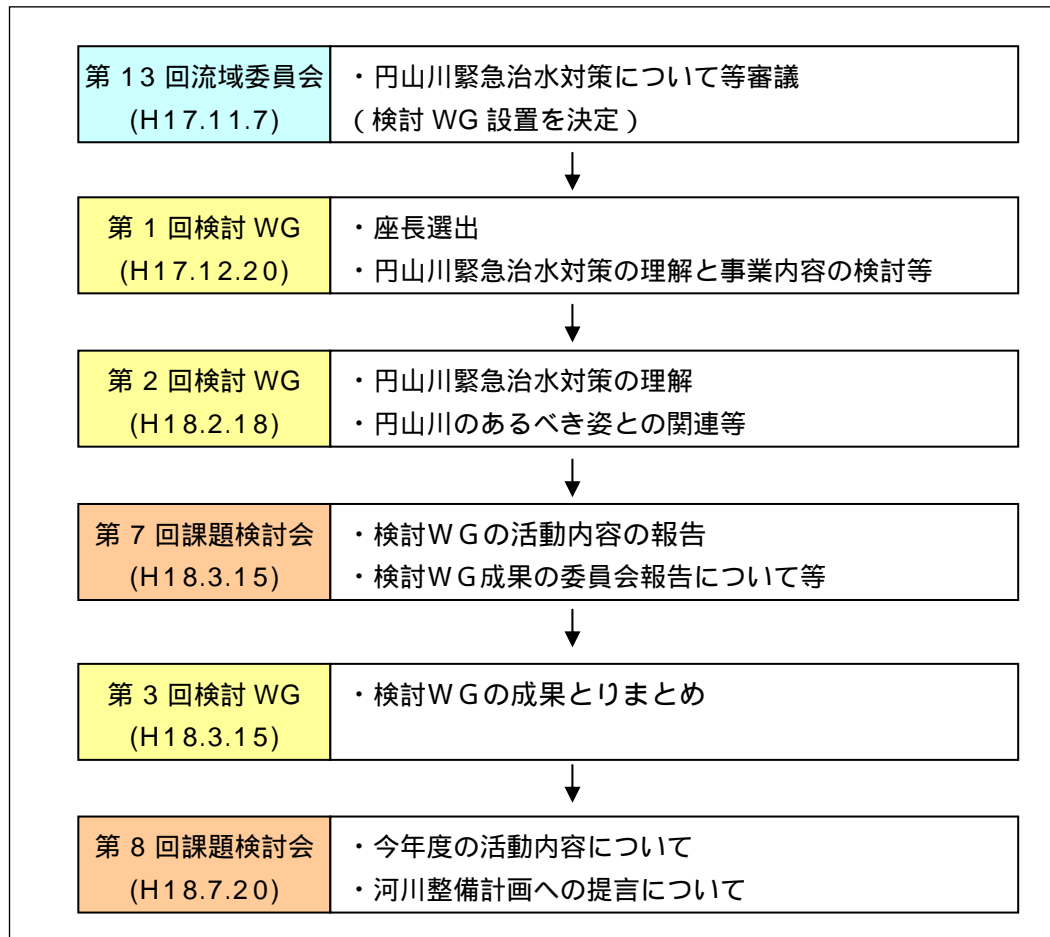 第 13 回流域委員会
(H17.11.7)
・円山川緊急治水対策について等審議
（検討 WG 設置を決定）
第 1 回検討 WG
(H17.12.20)
・座長選出
・円山川緊急治水対策の理解と事業内容の検討等
第 2 回検討 WG
(H18.2.18)
・円山川緊急治水対策の理解
・円山川のあるべき姿との関連等
第 7 回課題検討会
(H18.3.15)
・検討ＷＧの活動内容の報告
・検討ＷＧ成果の委員会報告について等
第 3 回検討 WG
(H18.3.15)
・検討ＷＧの成果とりまとめ
第 8 回課題検討会
(H18.7.20)
・今年度の活動内容について
・河川整備計画への提言について